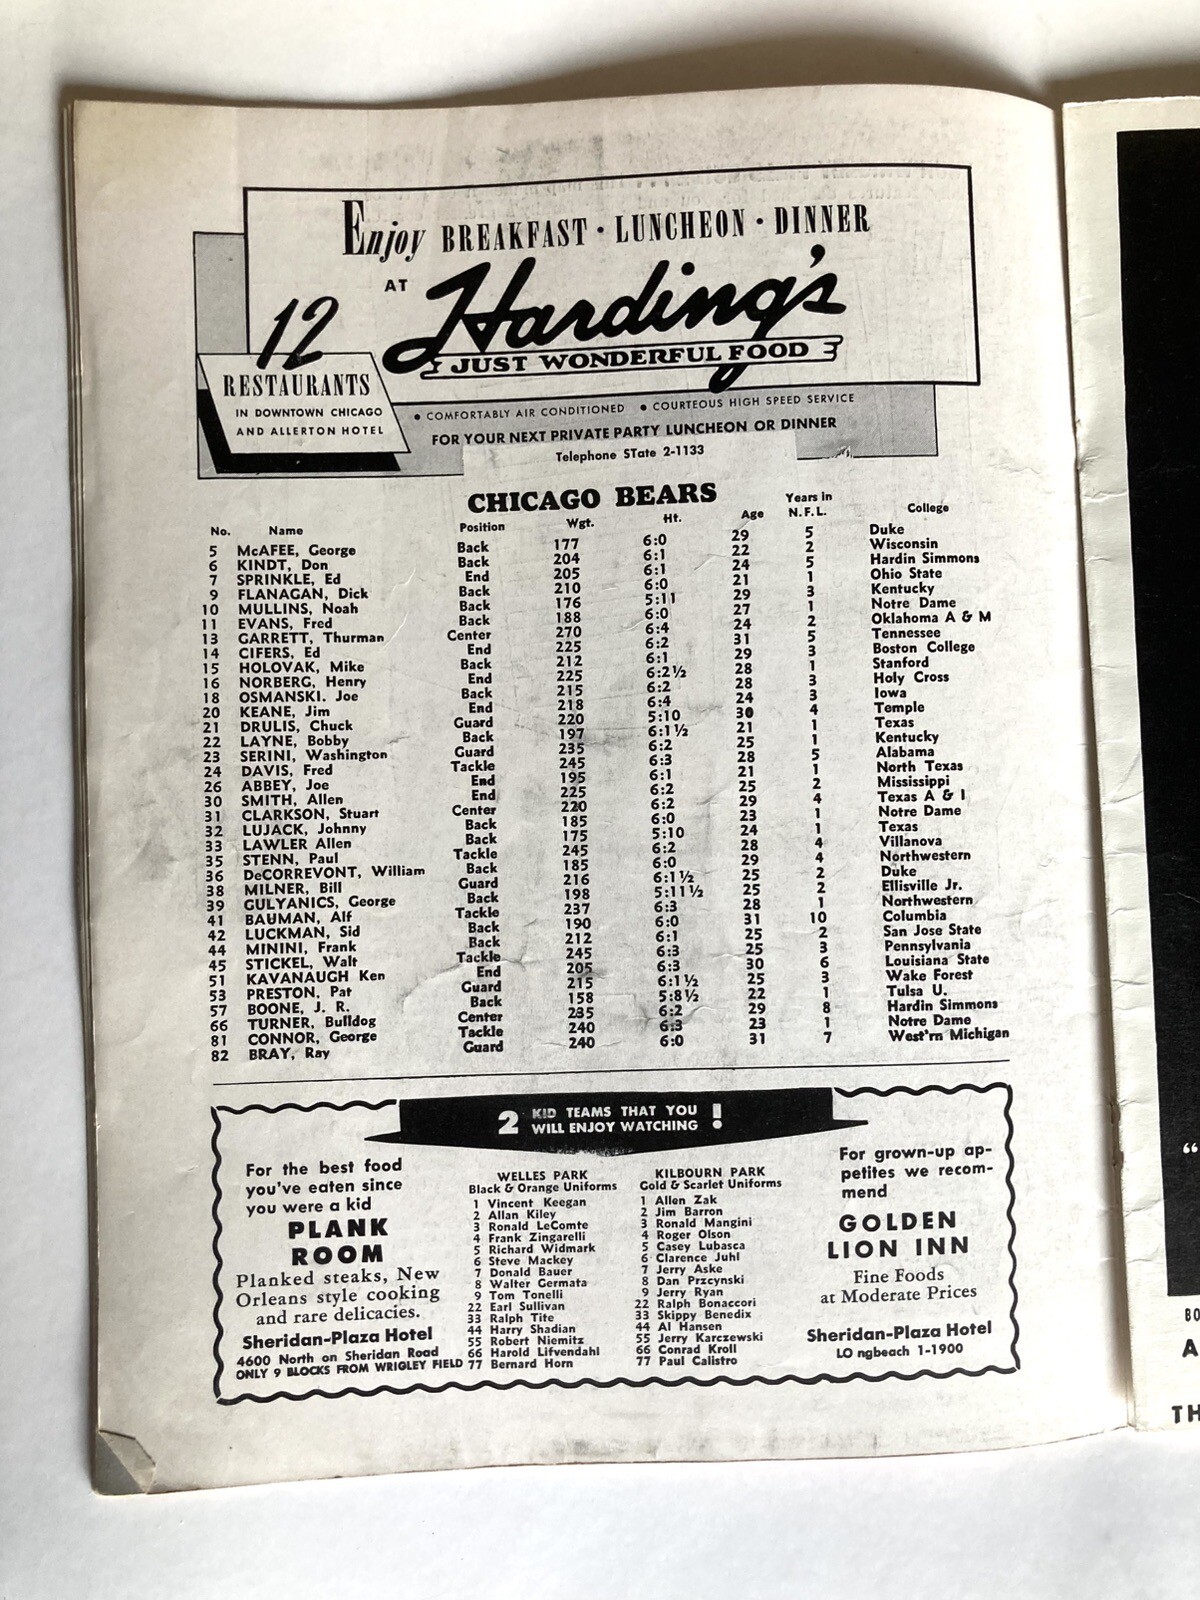 Enjoy BREAKFAST · LUNCHEON · DINNER
AT Harding's
JUST WONDERFUL FOOD
12
RESTAURANTS
IN DOWNTOWN CHICAGO
AND ALLERTON HOTEL
• COMFORTABLY AIR CONDITIONED • COURTEOUS HIGH SPEED SERVICE
FOR YOUR NEXT PRIVATE PARTY LUNCHEON OR DINNER
Telephone STate 2-1133
CHICAGO BEARS
No. Name Position Wgt. Ht. Age Years in N.F.L. College
5 McAFEE, George Back 177 6:0 29 5 Duke
6 KINDT, Don Back 204 6:1 22 2 Wisconsin
7 SPRINKLE, Ed End 205 6:1 24 5 Hardin Simmons
9 FLANAGAN, Dick Back 210 6:0 21 1 Ohio State
10 MULLINS, Noah Back 176 5:11 29 3 Kentucky
11 EVANS, Fred Back 188 6:0 27 1 Notre Dame
13 GARRETT, Thurman Center 270 6:4 24 2 Oklahoma A & M
14 CIFERS, Ed End 225 6:2 31 5 Tennessee
15 HOLOVAK, Mike Back 212 6:1 29 3 Boston College
16 NORBERG, Henry End 225 6:2½ 28 1 Stanford
18 OSMANSKI. Joe Back 215 6:2 28 3 Holy Cross
20 KEANE, Jim End 218 6:4 24 3 Iowa
21 DRULIS, Chuck Guard 220 5:10 30 4 Temple
22 LAYNE, Bobby Back 197 6:1½ 21 1 Texas
23 SERINI, Washington Guard 235 6:2 25 1 Kentucky
24 DAVIS, Fred Tackle 245 6:3 28 5 Alabama
26 ABBEY, Joe End 195 6:1 21 1 North Texas
30 SMITH, Allen End 225 6:2 25 2 Mississippi
31 CLARKSON, Stuart Center 220 6:2 29 4 Texas A & I
32 LUJACK, Johnny Back 185 6:0 23 1 Notre Dame
33 LAWLER Allen Back 175 5:10 24 1 Texas
35 STENN, Paul Tackle 245 6:2 28 4 Villanova
36 DeCORREVONT, William Back 185 6:0 29 4 Northwestern
38 MILNER, Bill Guard 216 6:1½ 25 2 Duke
39 GULYANICS, George Back 198 5:11½ 25 2 Ellisville Jr.
41 BAUMAN, Alf Tackle 237 6:3 28 1 Northwestern
42 LUCKMAN, Sid Back 190 6:0 31 10 Columbia
44 MININI, Frank Back 212 6:1 25 2 San Jose State
45 STICKEL, Walt Tackle 245 6:3 25 3 Pennsylvania
51 KAVANAUGH Ken End 205 6:3 30 6 Louisiana State
53 PRESTON, Pat Guard 215 6:1½ 25 3 Wake Forest
57 BOONE, J. R. Back 158 5:8½ 22 1 Tulsa U.
66 TURNER, Bulldog Center 235 6:2 29 8 Hardin Simmons
81 CONNOR, George Tackle 240 6:3 23 1 Notre Dame
82 BRAY, Ray Guard 240 6:0 31 7 West'rn Michigan
2 KID TEAMS THAT YOU
WILL ENJOY WATCHING !
For the best food
you've eaten since
you were a kid
PLANK
ROOM
Planked steaks, New
Orleans style cooking
and rare delicacies.
Sheridan-Plaza Hotel
4600 North on Sheridan Road
ONLY 9 BLOCKS FROM WRIGLEY FIELD
WELLES PARK
Black & Orange Uniforms
1 Vincent Keegan
2 Allan Kiley
3 Ronald LeComte
4 Frank Zingarelli
5 Richard Widmark
6 Steve Mackey
7 Donald Bauer
8 Walter Germata
9 Tom Tonelli
22 Earl Sullivan
33 Ralph Tite
44 Harry Shadian
55 Robert Niemitz
66 Harold Lifvendahl
77 Bernard Horn
KILBOURN PARK
Gold & Scarlet Uniforms
1 Allen Zak
2 Jim Barron
3 Ronald Mangini
4 Roger Olson
5 Casey Lubasca
6 Clarence Juhl
7 Jerry Aske
8 Dan Przcynski
9 Jerry Ryan
22 Ralph Bonaccori
33 Skippy Benedix
44 Al Hansen
55 Jerry Karczewski
66 Conrad Kroll
77 Paul Calistro
For grown-up ap-
petites we recom-
mend
GOLDEN
LION INN
Fine Foods
at Moderate Prices
Sheridan-Plaza Hotel
LO ngbeach 1-1900
“
BO
A
TH